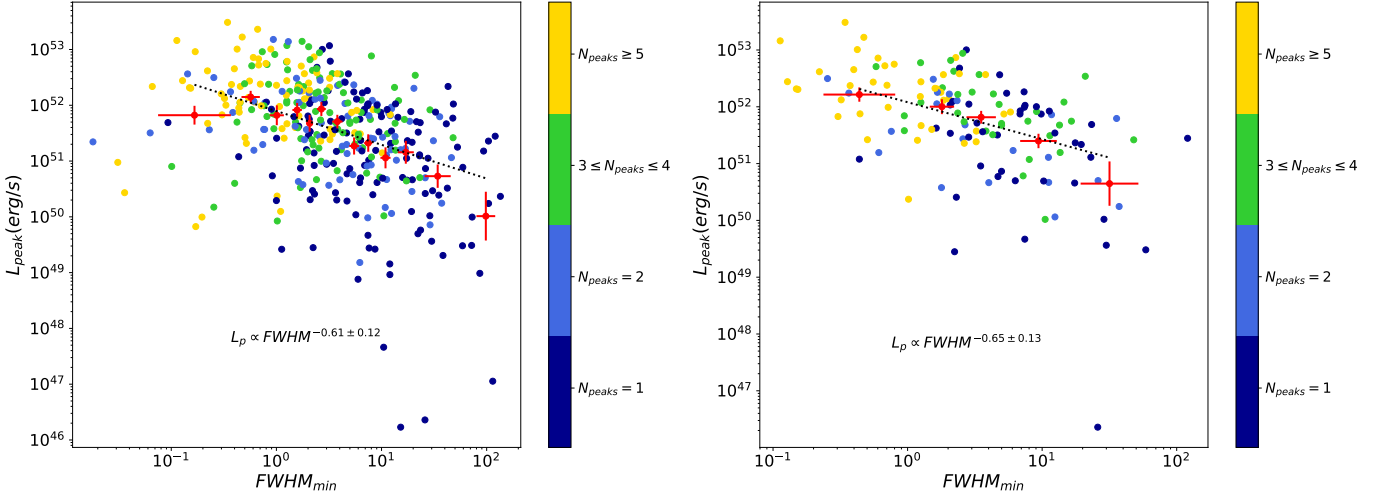 10^53
10^52
10^51
10^50
10^49
10^48
10^47
10^46
L_peak(erg/s)
10^−1
10^0
10^1
10^2
FWHM_min
L_p ∝ FWHM^−0.61 ± 0.12
N_peaks ≥ 5
3 ≤ N_peaks ≤ 4
N_peaks = 2
N_peaks = 1
10^53
10^52
10^51
10^50
10^49
10^48
10^47
L_peak(erg/s)
10^−1
10^0
10^1
10^2
FWHM_min
L_p ∝ FWHM^−0.65 ± 0.13
N_peaks ≥ 5
3 ≤ N_peaks ≤ 4
N_peaks = 2
N_peaks = 1